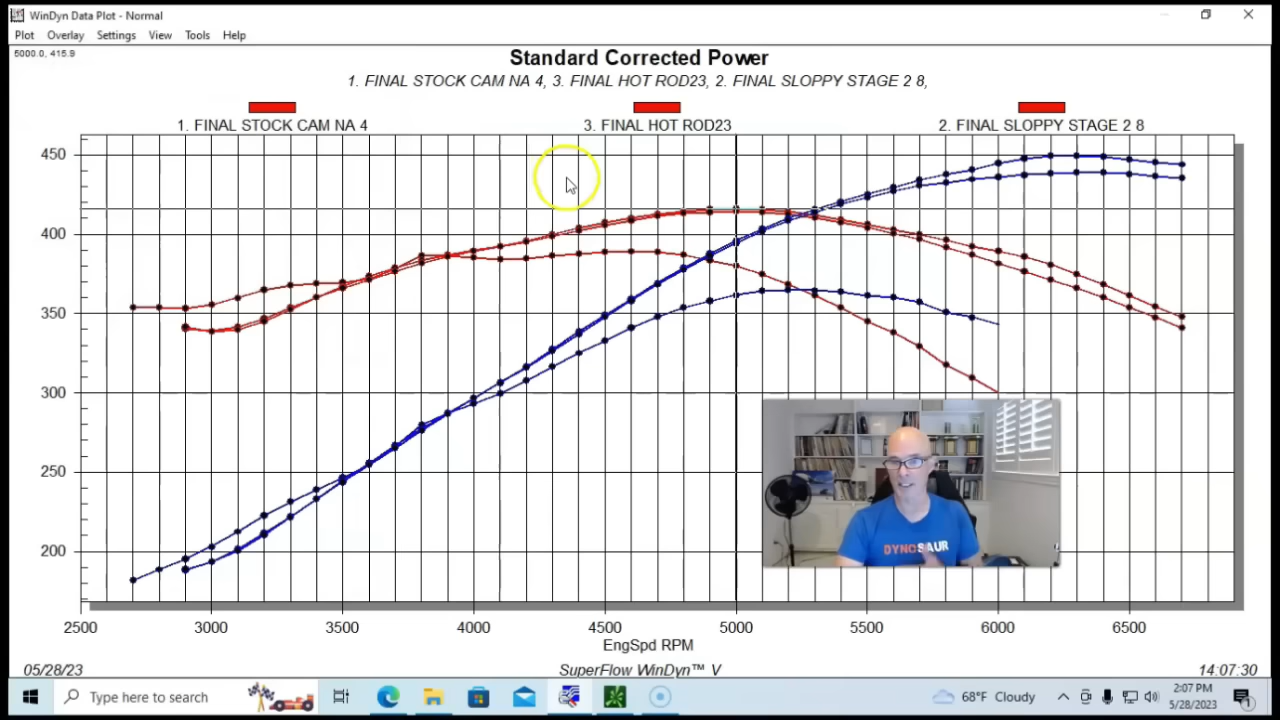 WinDyn Data Plot - Normal
Plot Overlay Settings View Tools Help
5000.0, 415.9
Standard Corrected Power
1. FINAL STOCK CAM NA 4, 3. FINAL HOT ROD23, 2. FINAL SLOPPY STAGE 2 8,
1. FINAL STOCK CAM NA 4 3. FINAL HOT ROD23 2. FINAL SLOPPY STAGE 2 8
450
400
350
300
250
200
DYNOSAUR
2500 3000 3500 4000 4500 5000 5500 6000 6500
EngSpd RPM
05/28/23 SuperFlow WinDyn™ V 14:07:30
Type here to search 68°F Cloudy 2:07 PM
5/28/2023